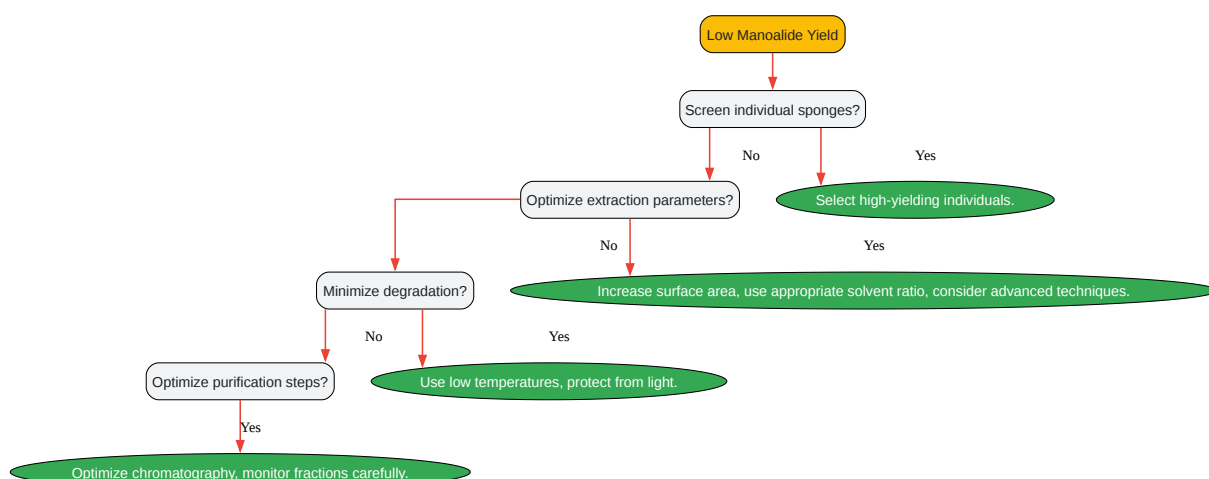 Low Manoalide Yield
Screen individual sponges?
No
Yes
Optimize extraction parameters?
Select high-yielding individuals.
No
Yes
Minimize degradation?
Increase surface area, use appropriate solvent ratio, consider advanced techniques.
No
Yes
Optimize purification steps?
Use low temperatures, protect from light.
Yes
Optimize chromatography, monitor fractions carefully.